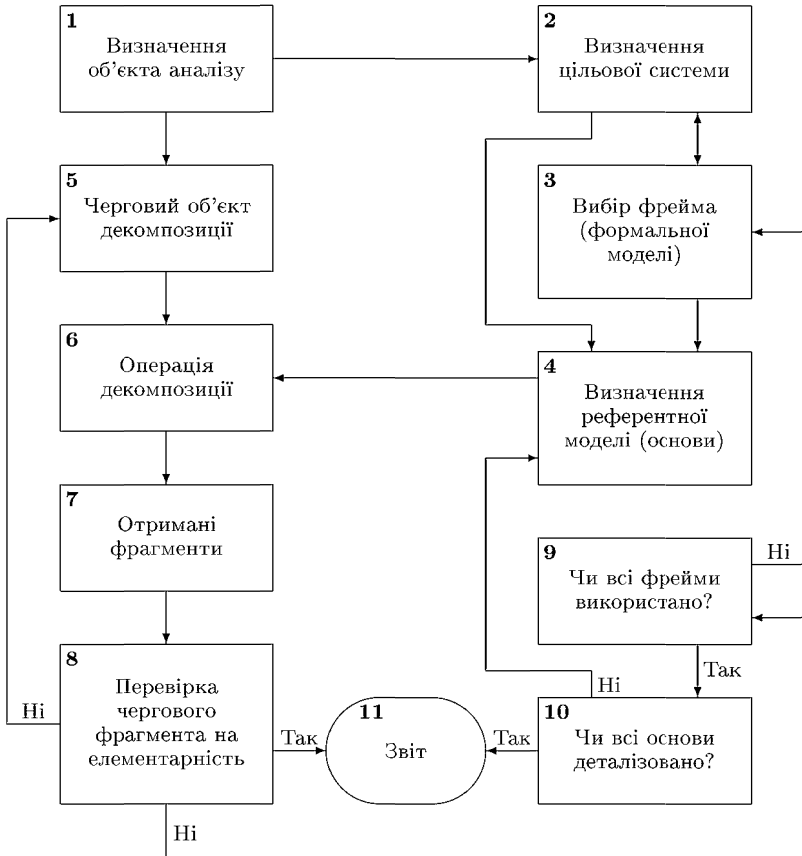 1
Визначення
об’єкта аналізу
2
Визначення
цільової системи
5
Черговий об’єкт
декомпозиції
3
Вибір фрейма
(формальної
моделі)
6
Операція
декомпозиції
4
Визначення
референтної
моделі (основи)
7
Отримані
фрагменти
9
Чи всі фрейми
використано?
Ні
Так
8
Перевірка
чергового
фрагмента на
елементарність
Ні
Так
11
Звіт
Так
Ні
10
Чи всі основи
деталізовано?
Ні